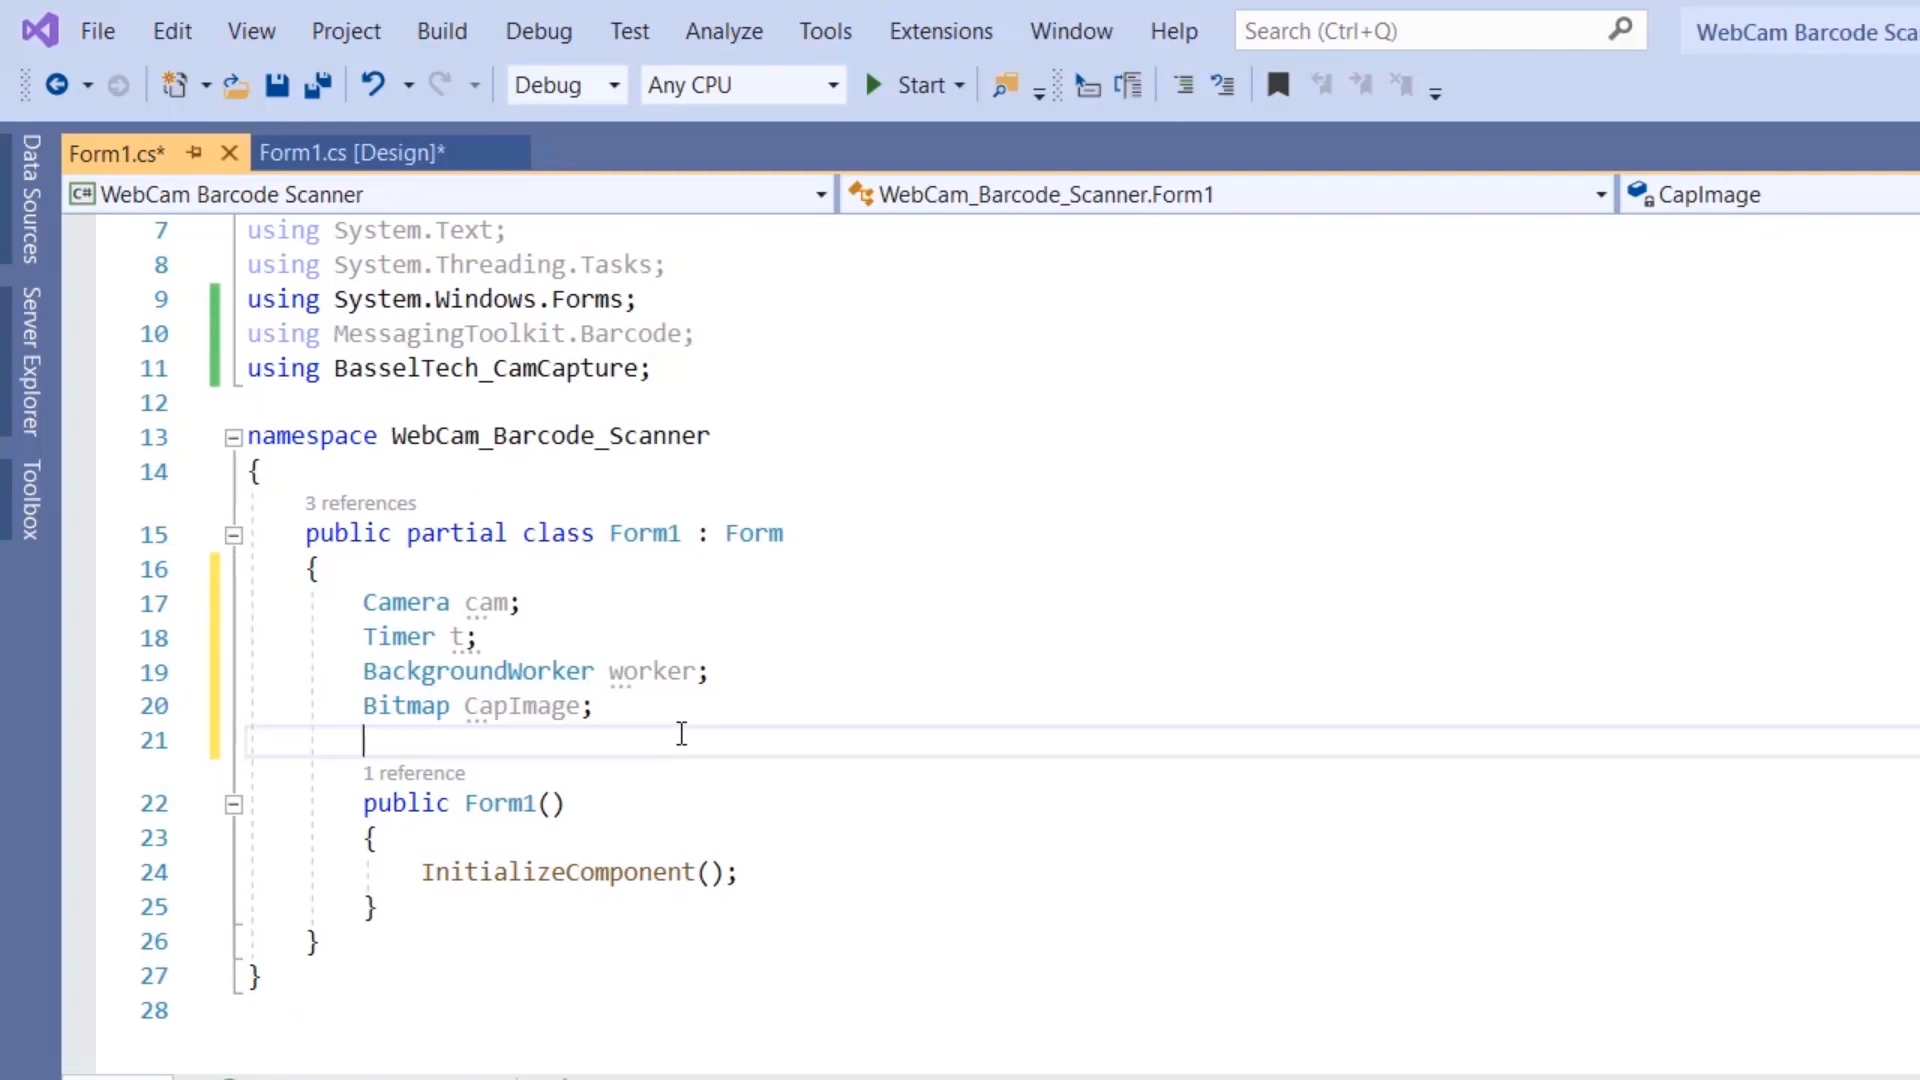 File Edit View Project Build Debug Test Analyze Tools Extensions Window Help Search (Ctrl+Q) WebCam Barcode Sca
Debug Any CPU Start
Data Sources
Server Explorer
Toolbox
Form1.cs* Form1.cs [Design]*
C# WebCam Barcode Scanner WebCam_Barcode_Scanner.Form1 CapImage
7 using System.Text;
8 using System.Threading.Tasks;
9 using System.Windows.Forms;
10 using MessagingToolkit.Barcode;
11 using BasselTech_CamCapture;
12
13 namespace WebCam_Barcode_Scanner
14 {
3 references
15 public partial class Form1 : Form
16 {
17 Camera cam;
18 Timer t;
19 BackgroundWorker worker;
20 Bitmap CapImage;
21
1 reference
22 public Form1()
23 {
24 InitializeComponent();
25 }
26 }
27 }
28